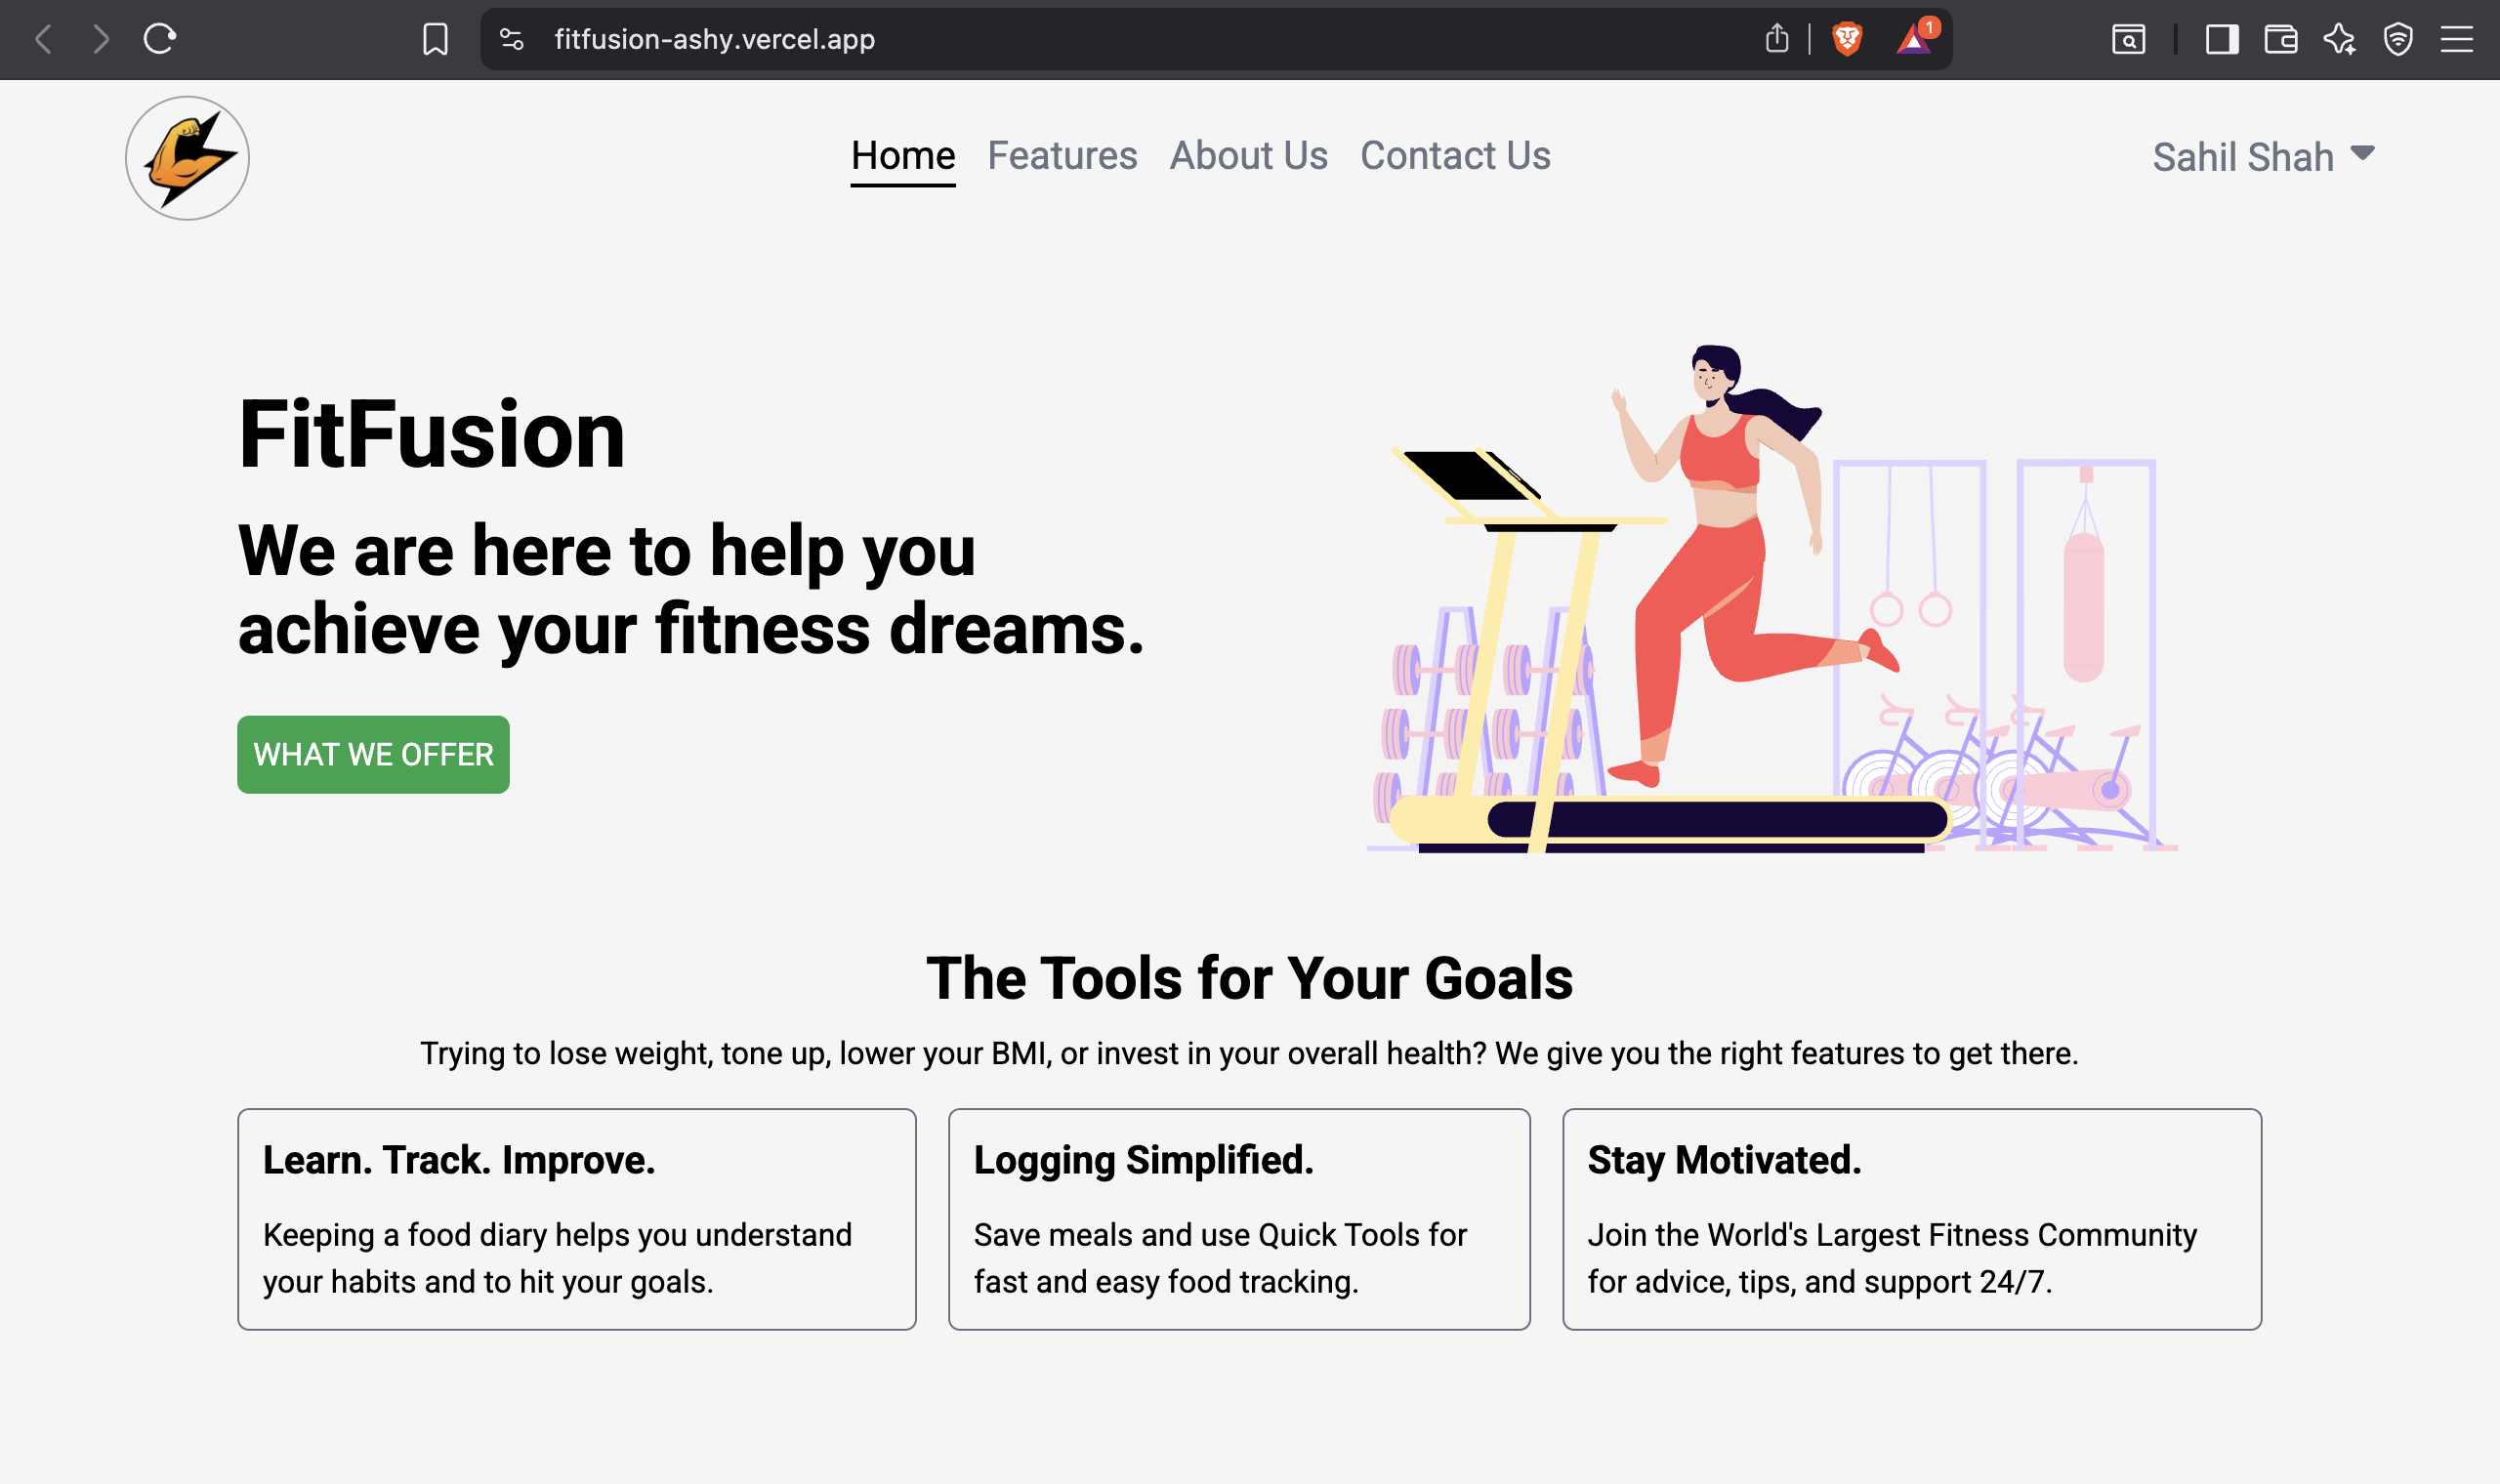 fitfusion-ashy.vercel.app
1
Home Features About Us Contact Us
Sahil Shah
FitFusion
We are here to help you
achieve your fitness dreams.
WHAT WE OFFER
The Tools for Your Goals
Trying to lose weight, tone up, lower your BMI, or invest in your overall health? We give you the right features to get there.
Learn. Track. Improve.
Keeping a food diary helps you understand
your habits and to hit your goals.
Logging Simplified.
Save meals and use Quick Tools for
fast and easy food tracking.
Stay Motivated.
Join the World's Largest Fitness Community
for advice, tips, and support 24/7.